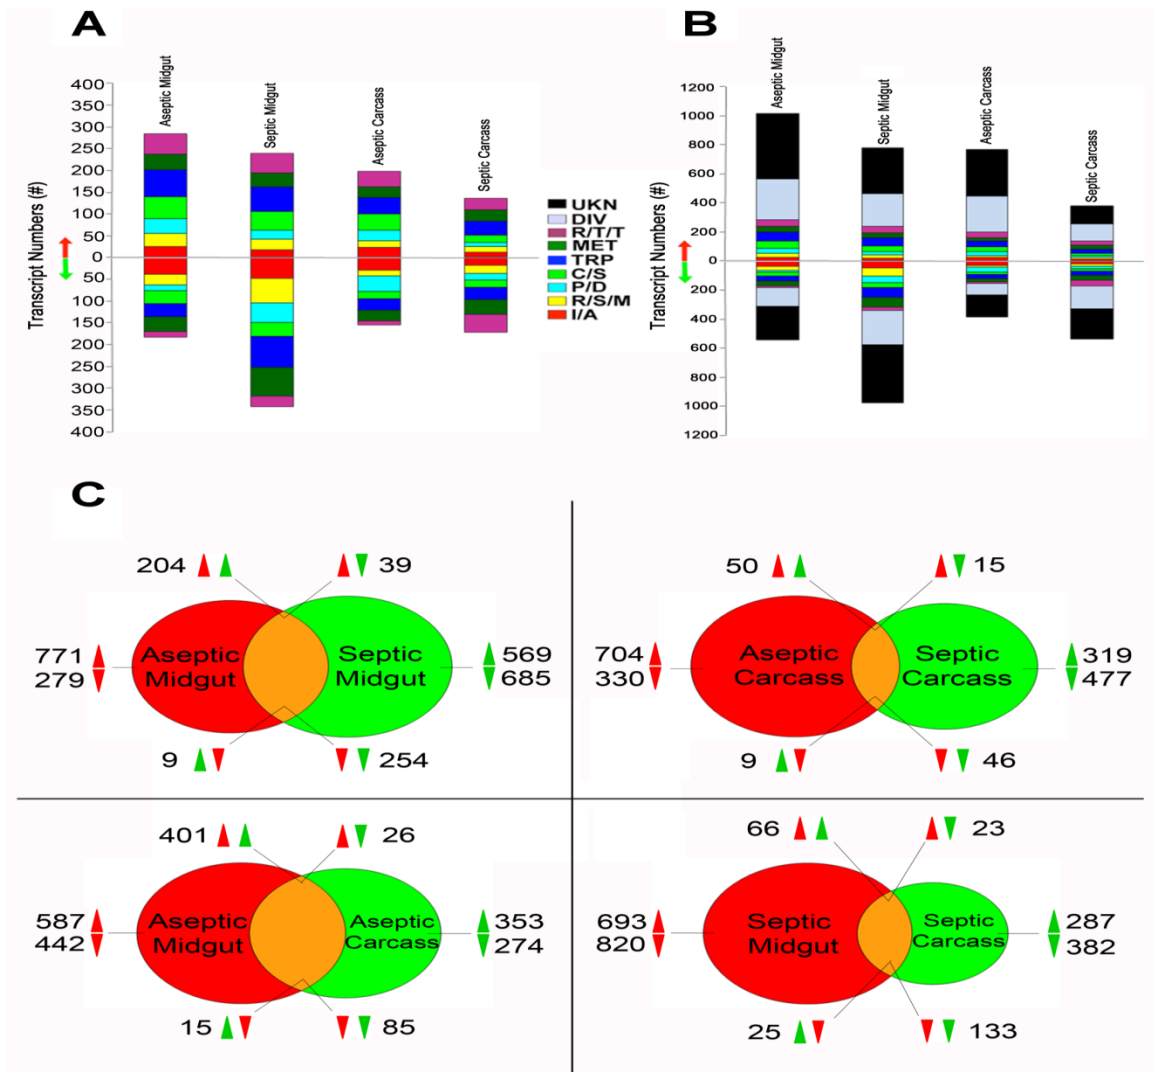 A
B
Aseptic Midgut
Septic Midgut
Aseptic Carcass
Septic Carcass
Aseptic Midgut
Septic Midgut
Aseptic Carcass
Septic Carcass
Transcript Numbers (#)
400
350
300
250
200
150
100
50
0
50
100
150
200
250
300
350
400
UKN
DIV
R/T/T
MET
TRP
C/S
P/D
R/S/M
I/A
Transcript Numbers (#)
1200
1000
800
600
400
200
0
200
400
600
800
1000
1200
C
204
39
771
279
Aseptic
Midgut
Septic
Midgut
569
685
9
254
50
15
704
330
Aseptic
Carcass
Septic
Carcass
319
477
9
46
401
26
587
442
Aseptic
Midgut
Aseptic
Carcass
353
274
15
85
66
23
693
820
Septic
Midgut
Septic
Carcass
287
382
25
133